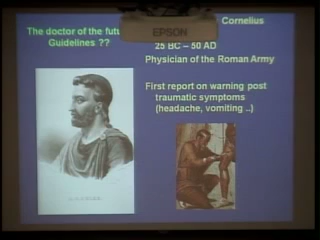 The doctor of the
Guidelines ??
EPSON
Cornelius
25 BC – 50 AD
Physician of the Roman Army
First report on warning post
traumatic symptoms
(headache, vomiting ..)